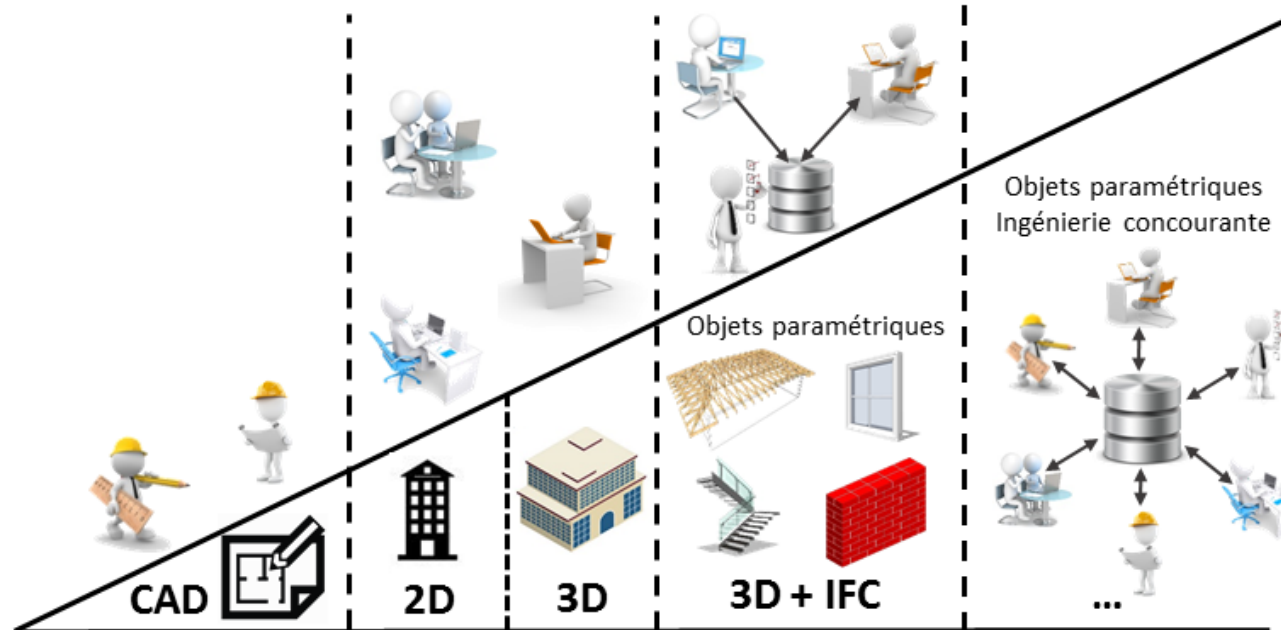 Objets paramétriques
Ingénierie concourante
Objets paramétriques
CAD
2D
3D
3D + IFC
...